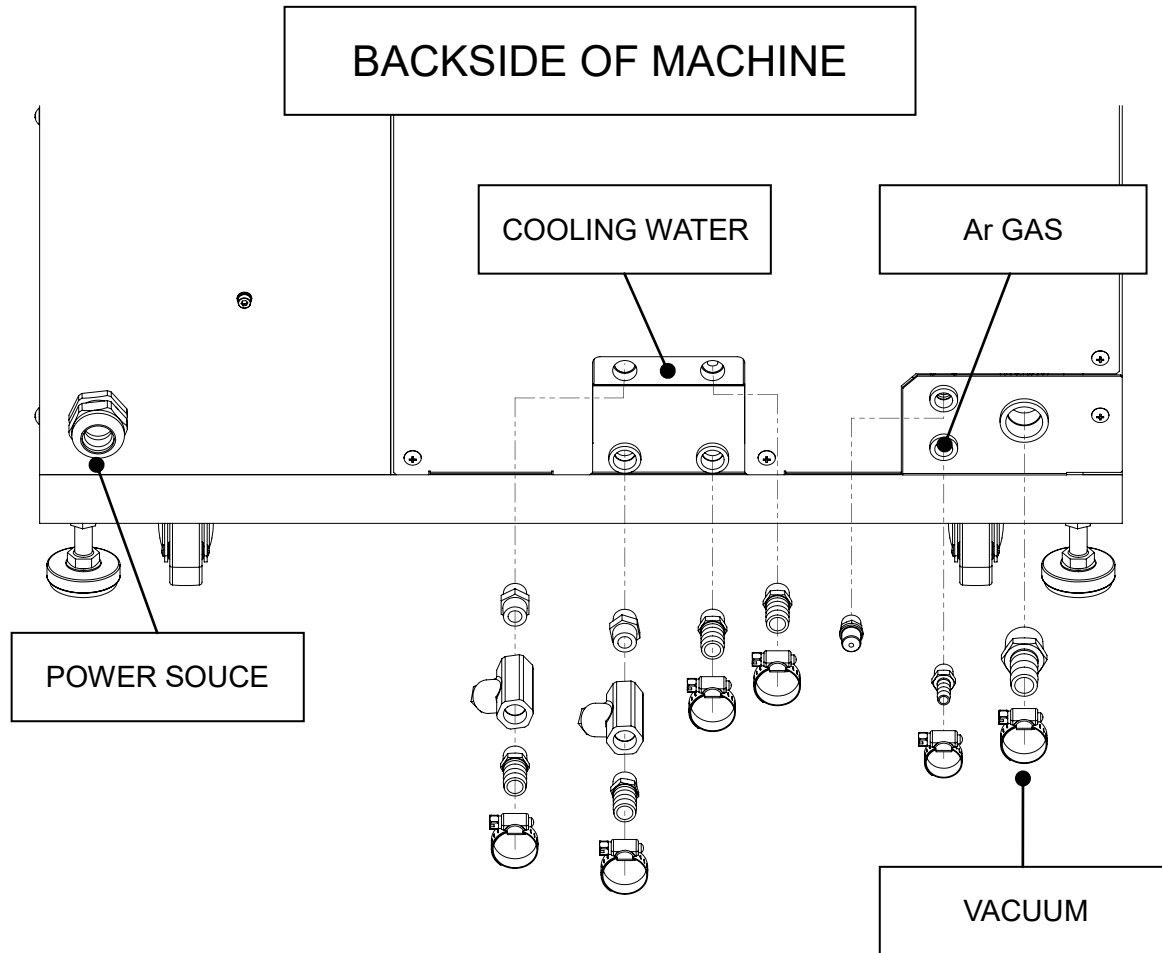 BACKSIDE OF MACHINE
COOLING WATER
Ar GAS
POWER SOUCE
VACUUM